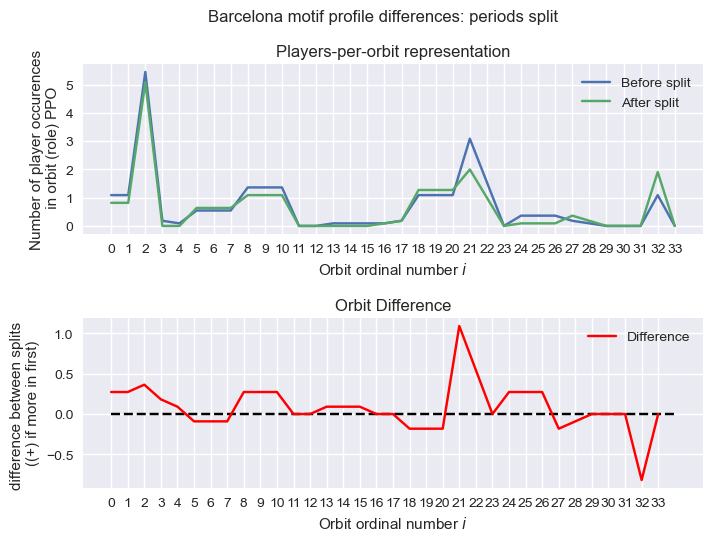 Barcelona motif profile differences: periods split
Players-per-orbit representation
Number of player occurences
in orbit (role) PPO
Before split
After split
5
4
3
2
1
0
0 1 2 3 4 5 6 7 8 9 10 11 12 13 14 15 16 17 18 19 20 21 22 23 24 25 26 27 28 29 30 31 32 33
Orbit ordinal number i
Orbit Difference
difference between splits
((+) if more in first)
Difference
1.0
0.5
0.0
−0.5
0 1 2 3 4 5 6 7 8 9 10 11 12 13 14 15 16 17 18 19 20 21 22 23 24 25 26 27 28 29 30 31 32 33
Orbit ordinal number i